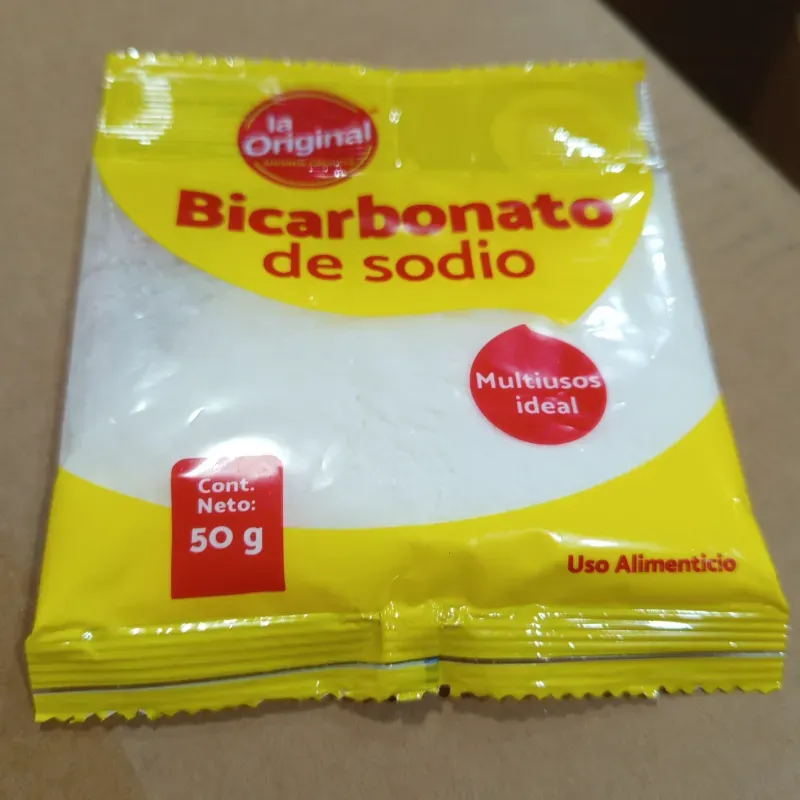 la
Original
Bicarbonato
de sodio
Multiusos
ideal
Cont.
Neto:
50 g
Uso Alimenticio